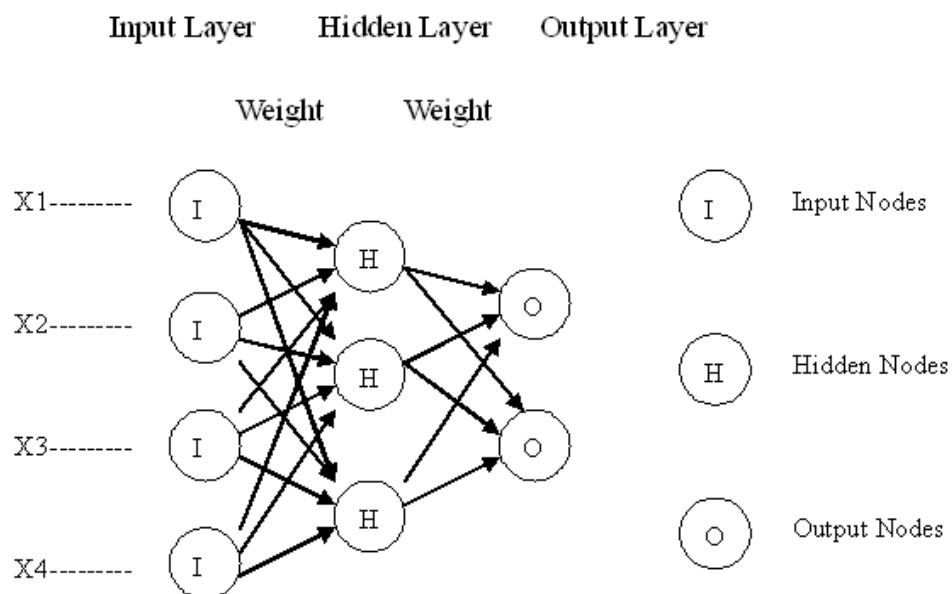 Input Layer Hidden Layer Output Layer
Weight Weight
X1--------- I I Input Nodes
H
O
X2--------- I
H H Hidden Nodes
X3--------- I O
H O Output Nodes
X4--------- I